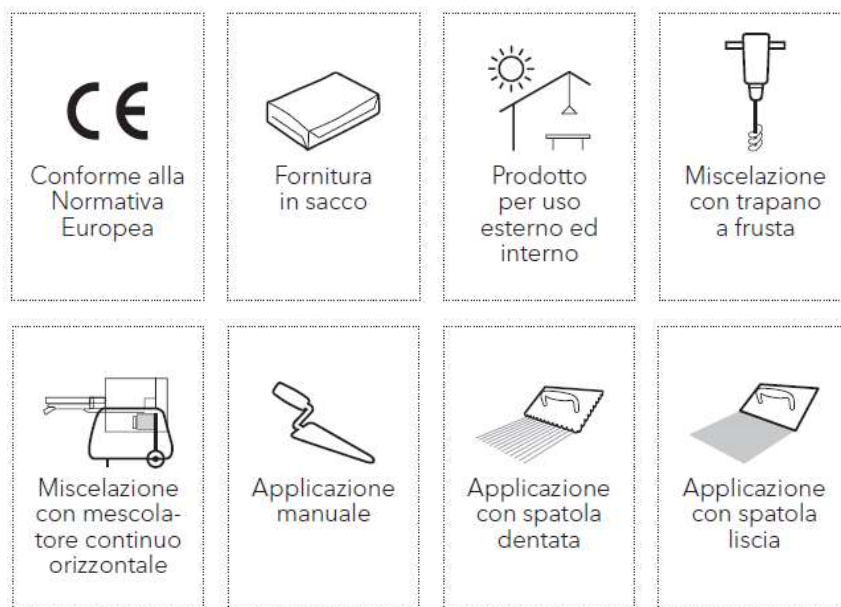 CE
Conforme alla
Normativa
Europea
Fornitura
in sacco
Prodotto
per uso
esterno ed
interno
Miscelazione
con trapano
a frusta
Miscelazione
con mescola-
tore continuo
orizzontale
Applicazione
manuale
Applicazione
con spatola
dentata
Applicazione
con spatola
liscia